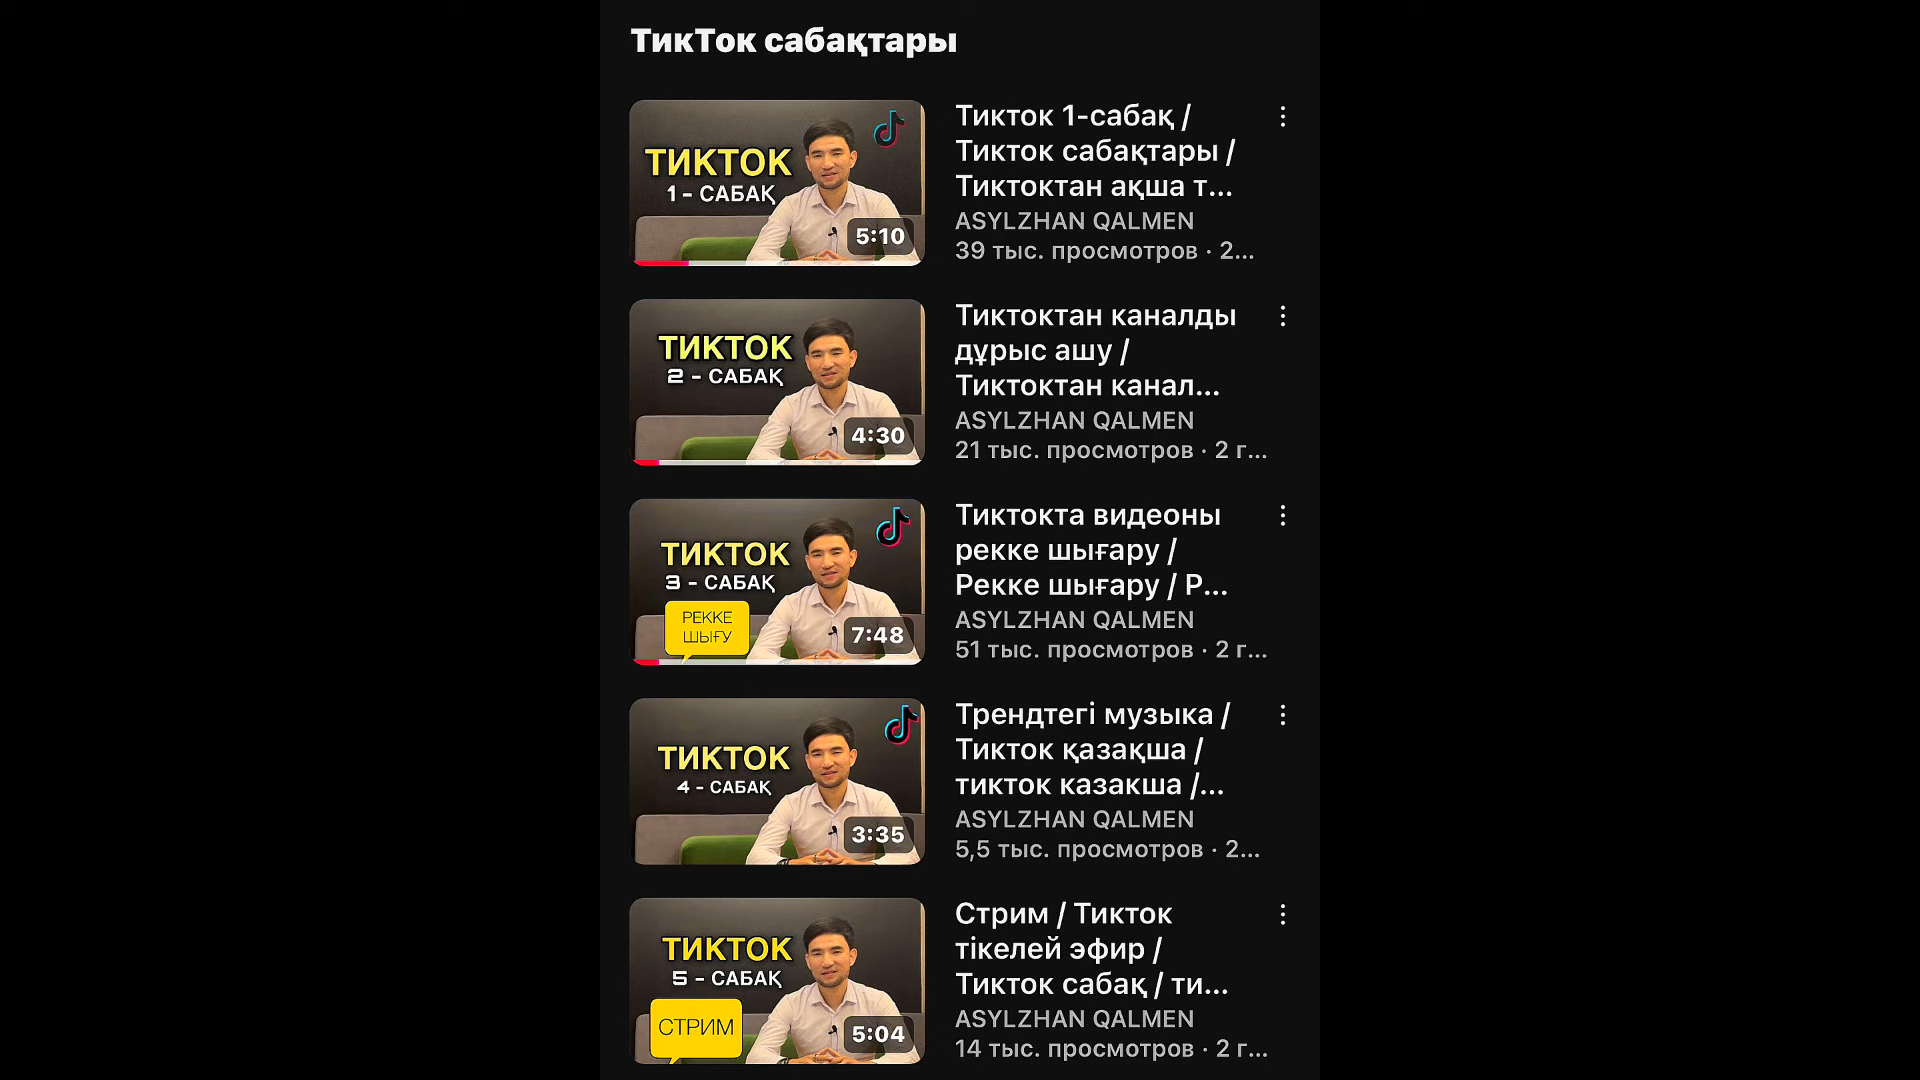 ТикТок сабақтары
ТИКТОК
1 - САБАҚ
5:10
Тикток 1-сабақ /
Тикток сабақтары /
Тиктоктан ақша т...
ASYLZHAN QALMEN
39 тыс. просмотров · 2...
ТИКТОК
2 - САБАҚ
4:30
Тиктоктан каналды
дұрыс ашу /
Тиктоктан канал...
ASYLZHAN QALMEN
21 тыс. просмотров · 2 г...
ТИКТОК
3 - САБАҚ
РЕККЕ
ШЫҒУ
7:48
Тиктокта видеоны
рекке шығару /
Рекке шығару / Р...
ASYLZHAN QALMEN
51 тыс. просмотров · 2 г...
ТИКТОК
4 - САБАҚ
3:35
Трендтегі музыка /
Тикток қазақша /
тикток казакша /...
ASYLZHAN QALMEN
5,5 тыс. просмотров · 2...
ТИКТОК
5 - САБАҚ
СТРИМ
5:04
Стрим / Тикток
тікелей эфир /
Тикток сабақ / ти...
ASYLZHAN QALMEN
14 тыс. просмотров · 2 г...